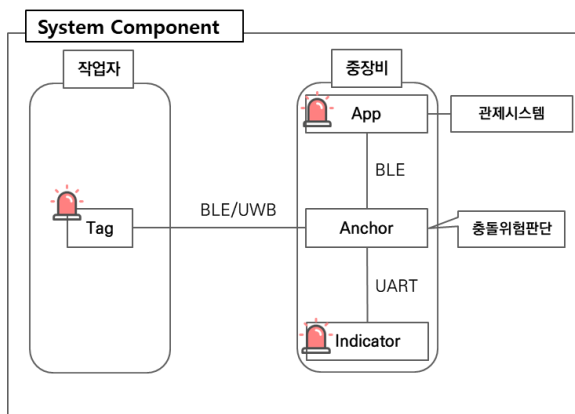 System Component
작업자
중장비
App
관제시스템
BLE
BLE/UWB
Tag
Anchor
충돌위험판단
UART
Indicator